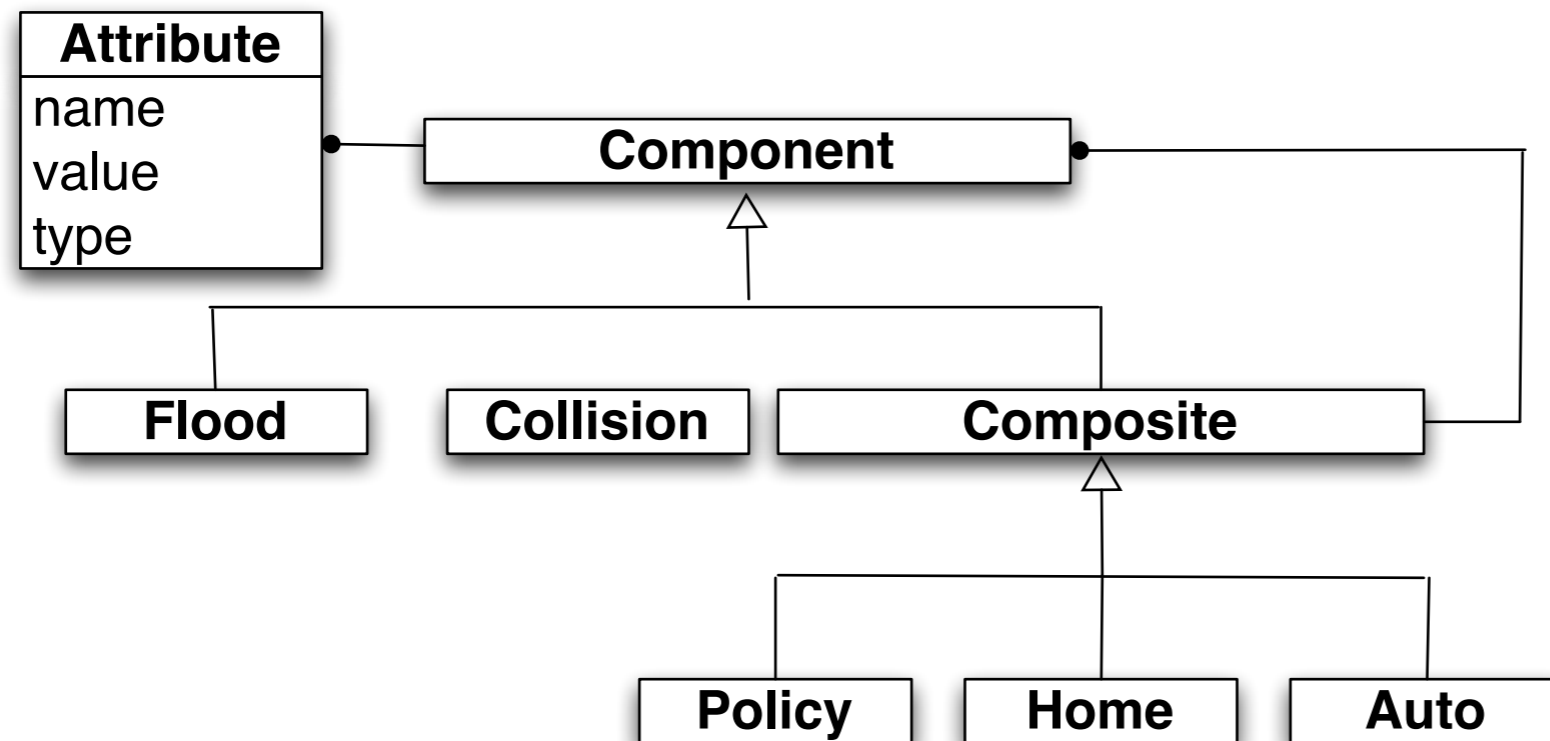 Attribute
name
value
type
Component
Flood
Collision
Composite
Policy
Home
Auto